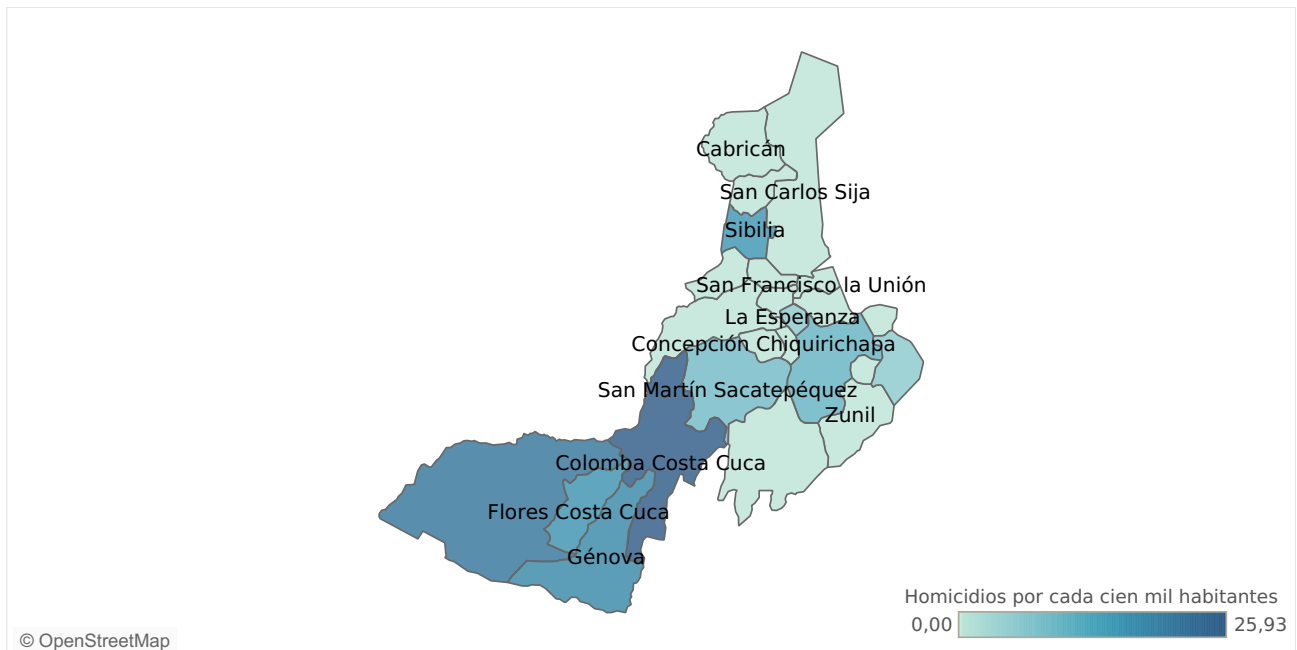 Cabricán
San Carlos Sija
Sibilia
San Francisco la Unión
La Esperanza
Concepción Chiquirichapa
San Martín Sacatepéquez
Zunil
Colomba Costa Cuca
Flores Costa Cuca
Génova
Homicidios por cada cien mil habitantes
0,00 25,93
© OpenStreetMap